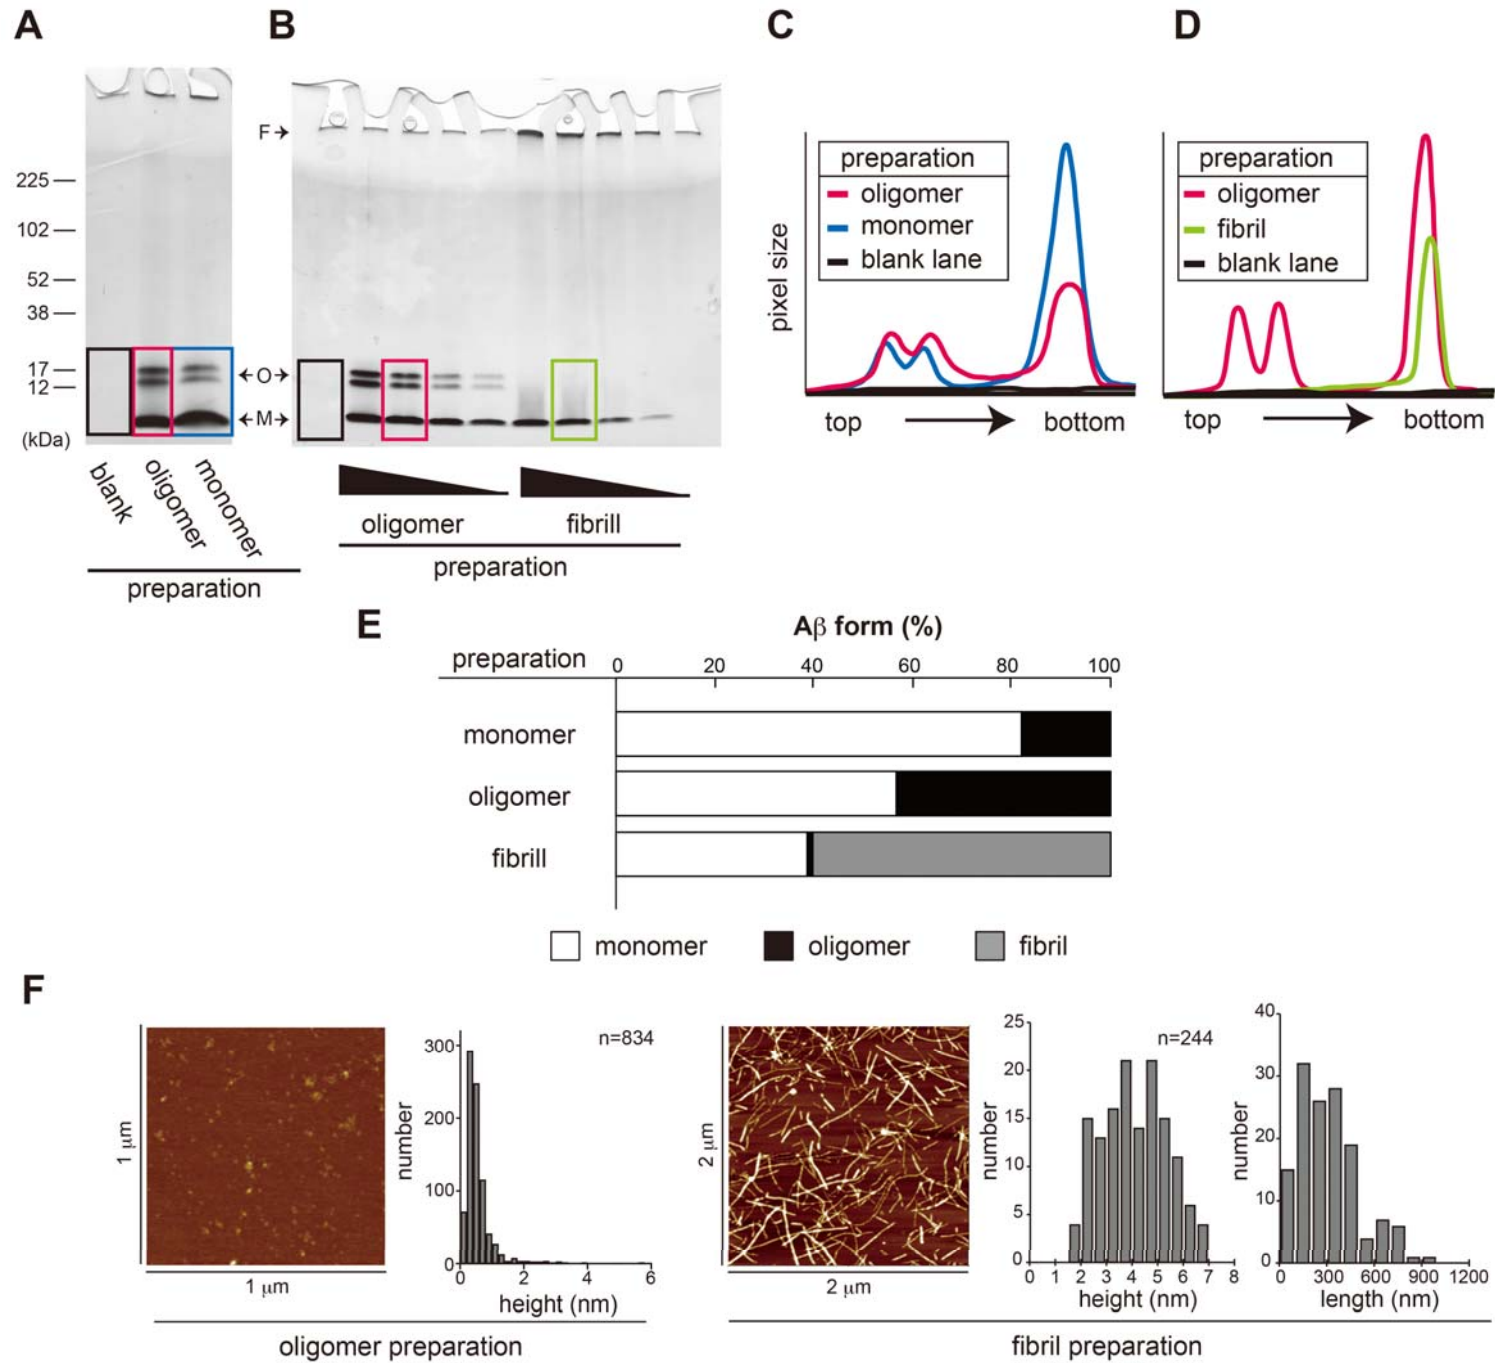 A
B
C
D
F
225
102
52
38
17
12
(kDa)
O
M
blank
oligomer
monomer
preparation
oligomer
fibrill
preparation
preparation
oligomer
monomer
blank lane
pixel size
top
bottom
preparation
oligomer
fibril
blank lane
top
bottom
E
Aβ form (%)
preparation
0 20 40 60 80 100
monomer
oligomer
fibrill
monomer oligomer fibril
F
1 μm
1 μm
number
300
200
100
0
n=834
0 2 4 6
height (nm)
oligomer preparation
2 μm
2 μm
number
25
20
15
10
5
0
n=244
0 1 2 3 4 5 6 7 8
height (nm)
number
40
30
20
10
0
0 300 600 900 1200
length (nm)
fibril preparation